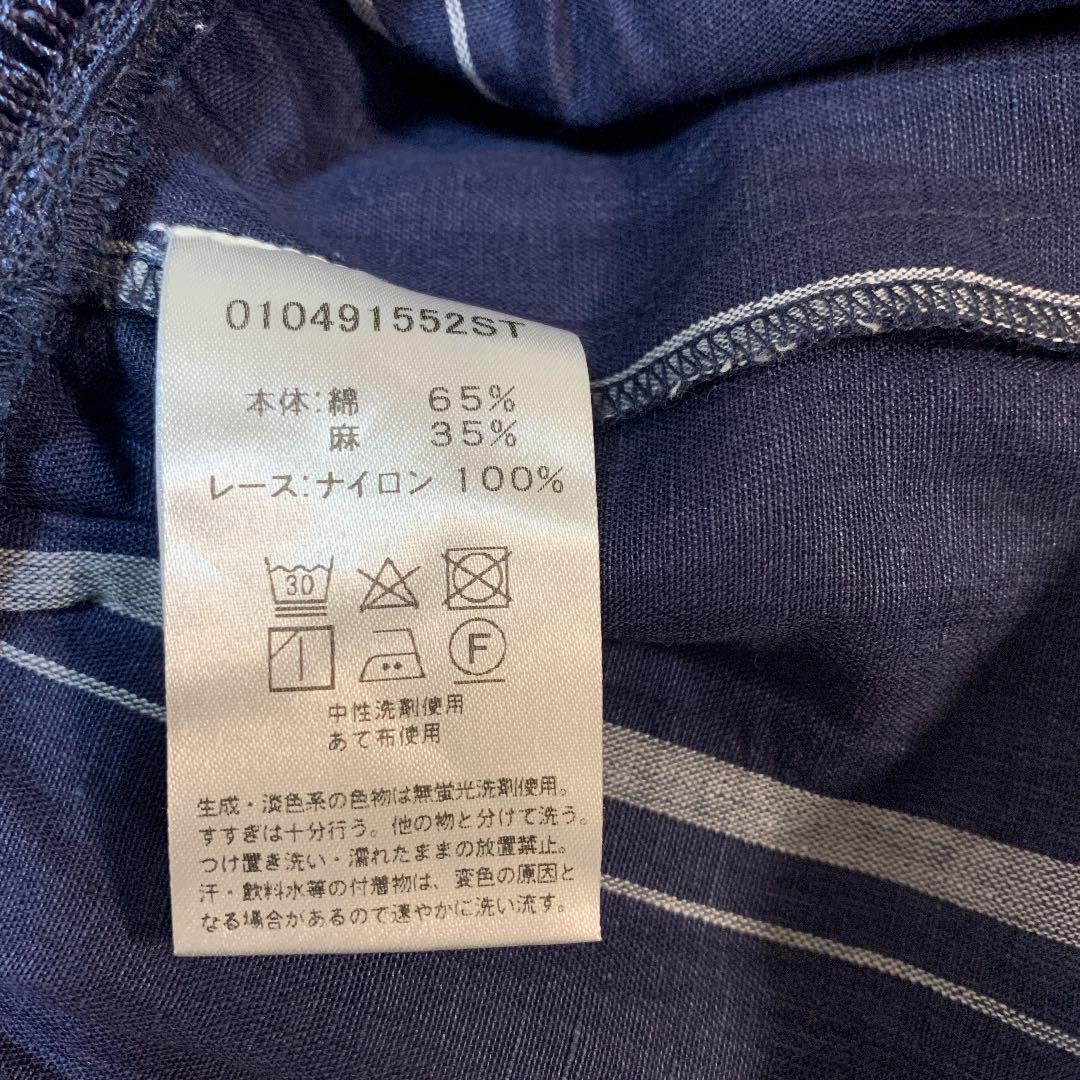 010491552ST
本体:綿 65%
麻 35%
レース:ナイロン 100%
30
F
中性洗剤使用
あて布使用
生成・淡色系の色物は無蛍光洗剤使用。
すすぎは十分行う。他の物と分けて洗う。
つけ置き洗い・濡れたままの放置禁止。
汗・飲料水等の付着物は、変色の原因と
なる場合があるので速やかに洗い流す。